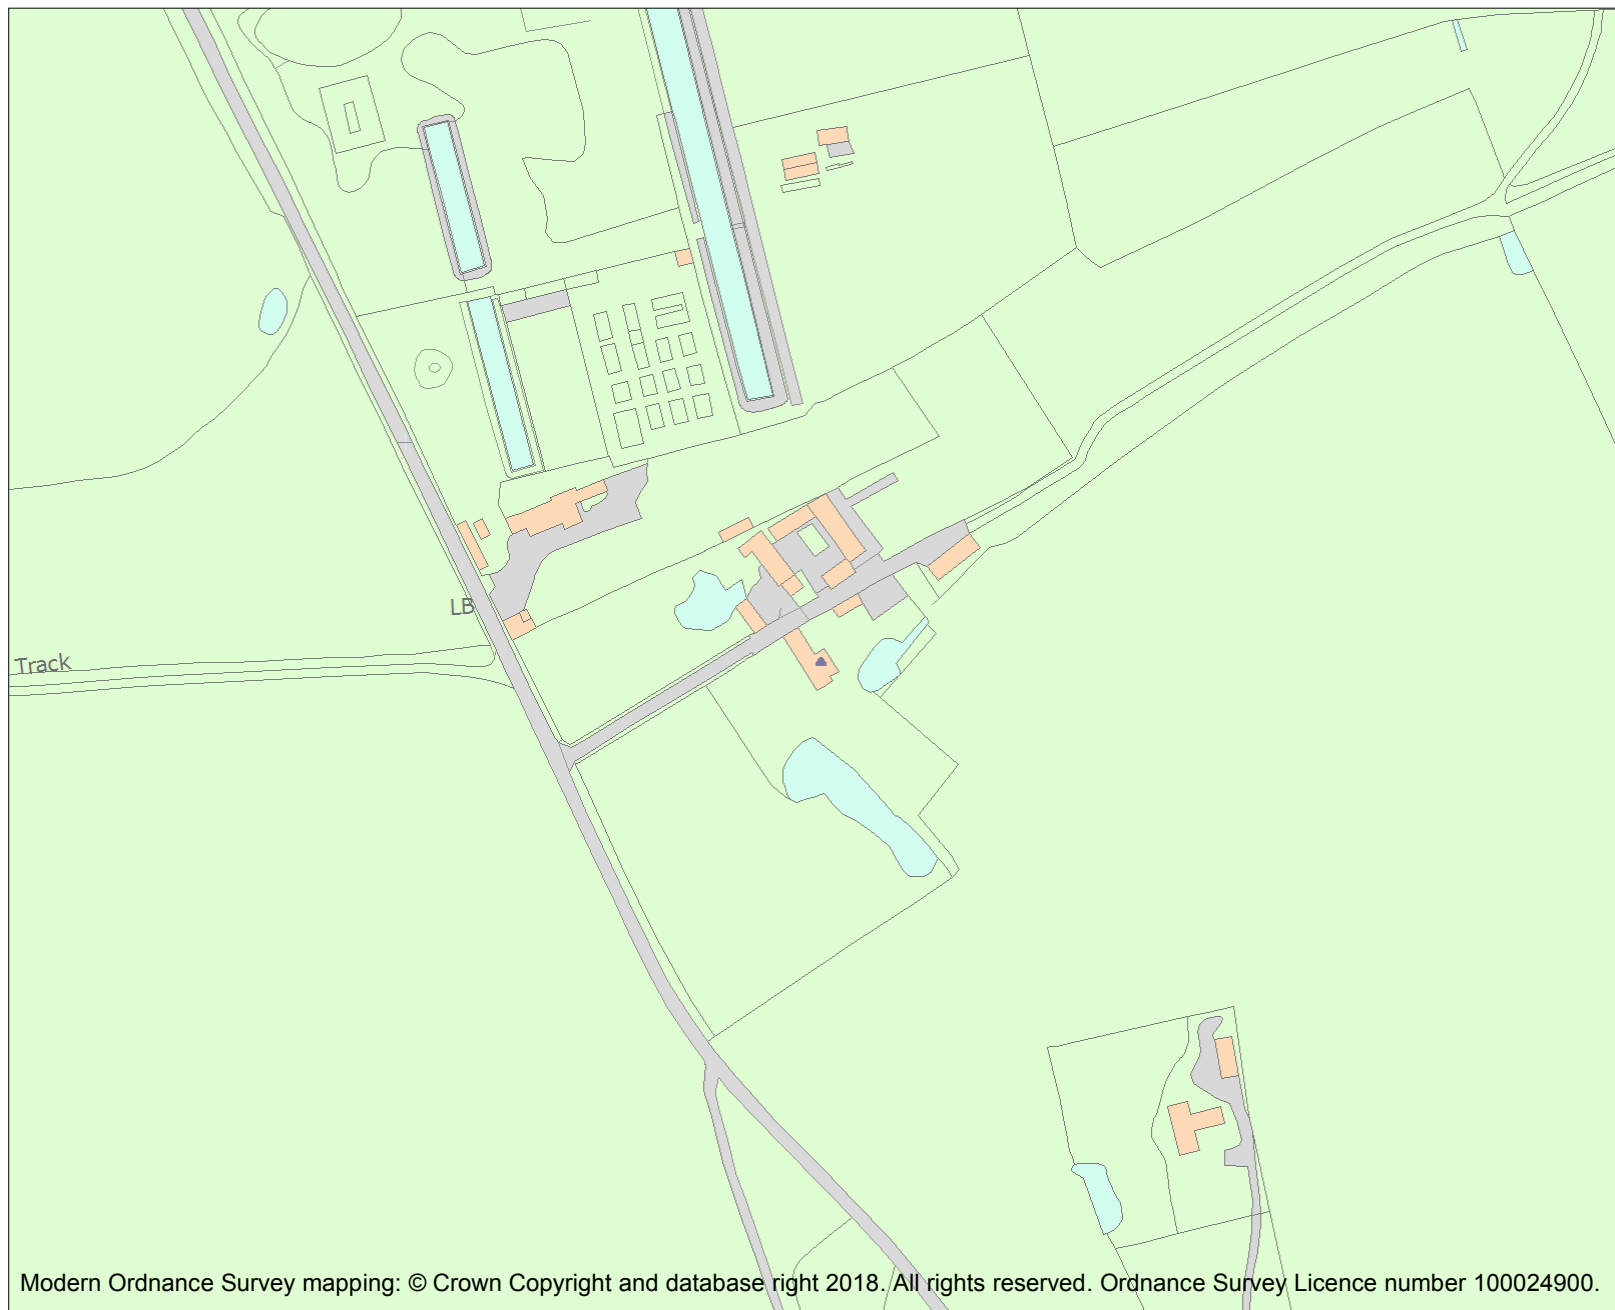 LB
Track
Modern Ordnance Survey mapping: © Crown Copyright and database right 2018. All rights reserved. Ordnance Survey Licence number 100024900.